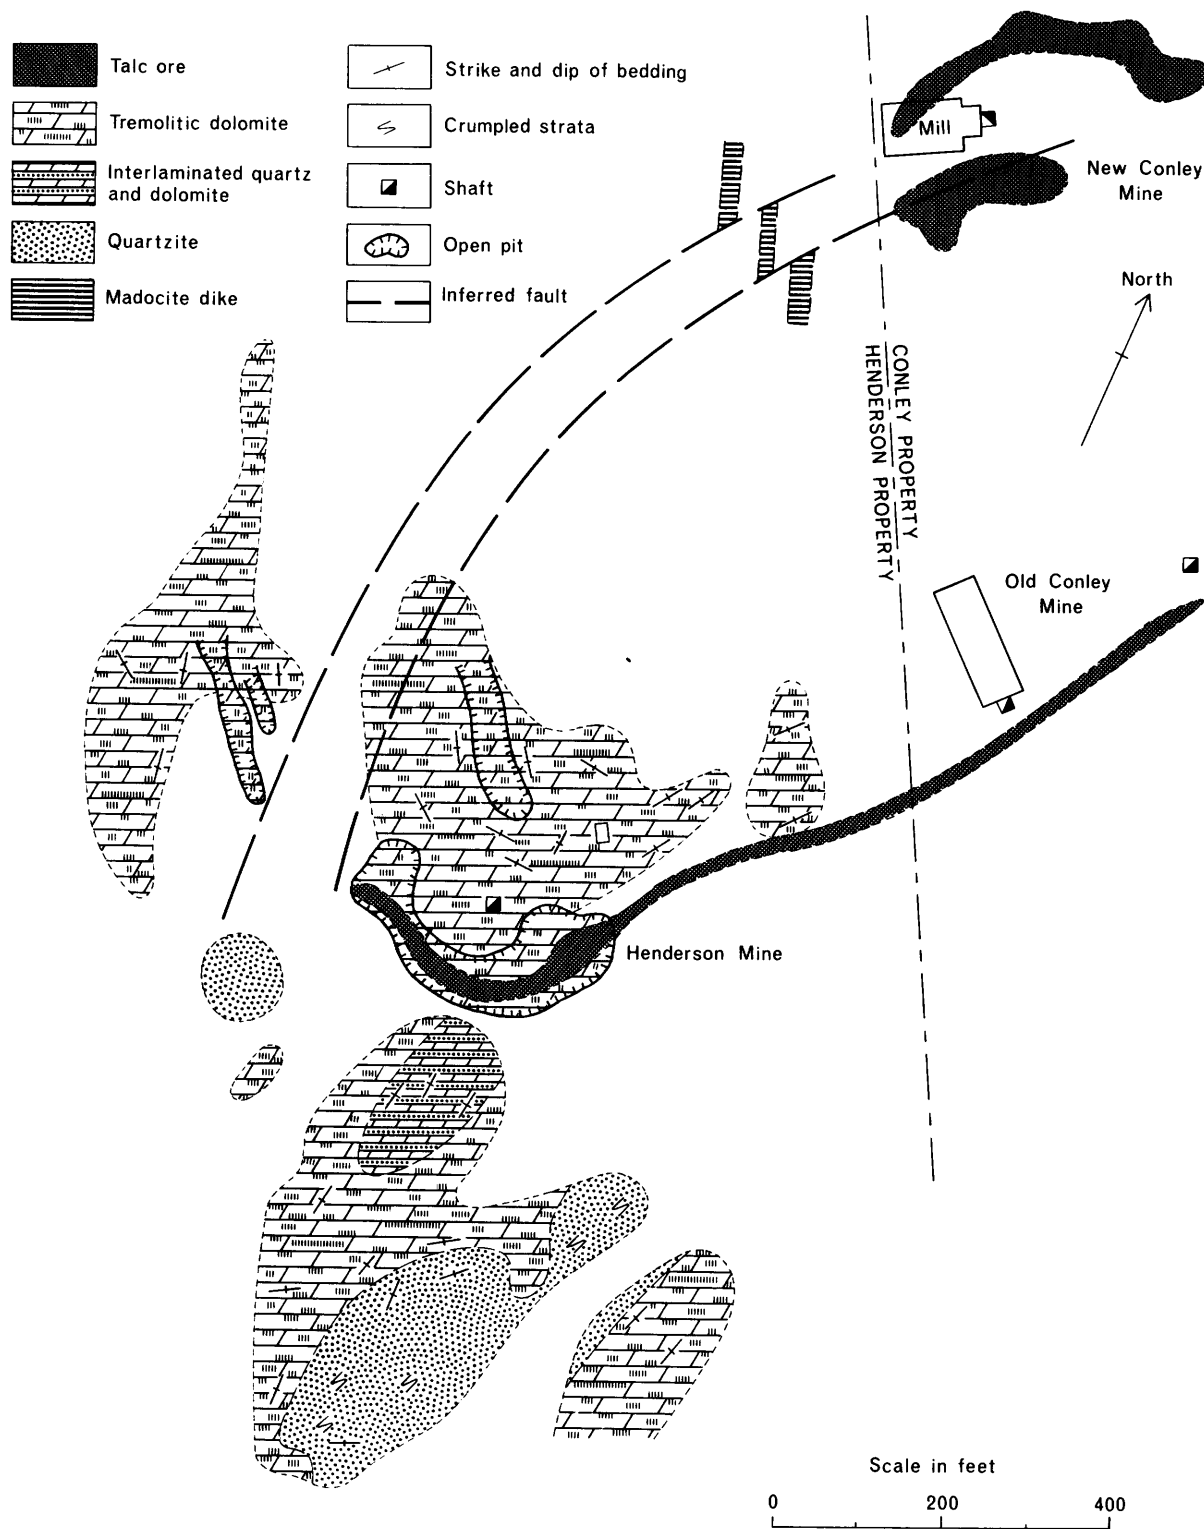 Talc ore
Tremolitic dolomite
Interlaminated quartz
and dolomite
Quartzite
Madocite dike
Strike and dip of bedding
Crumpled strata
Shaft
Open pit
Inferred fault
Mill
New Conley
Mine
North
CONLEY PROPERTY
HENDERSON PROPERTY
Old Conley
Mine
Henderson Mine
Scale in feet
0 200 400